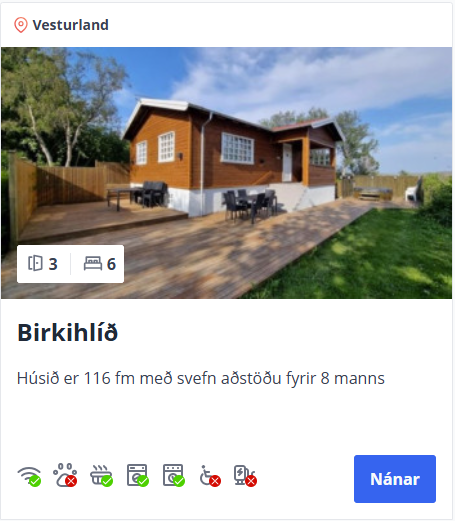 Vesturland
3 6
Birkihlíð
Húsið er 116 fm með svefn aðstöðu fyrir 8 manns
Nánar